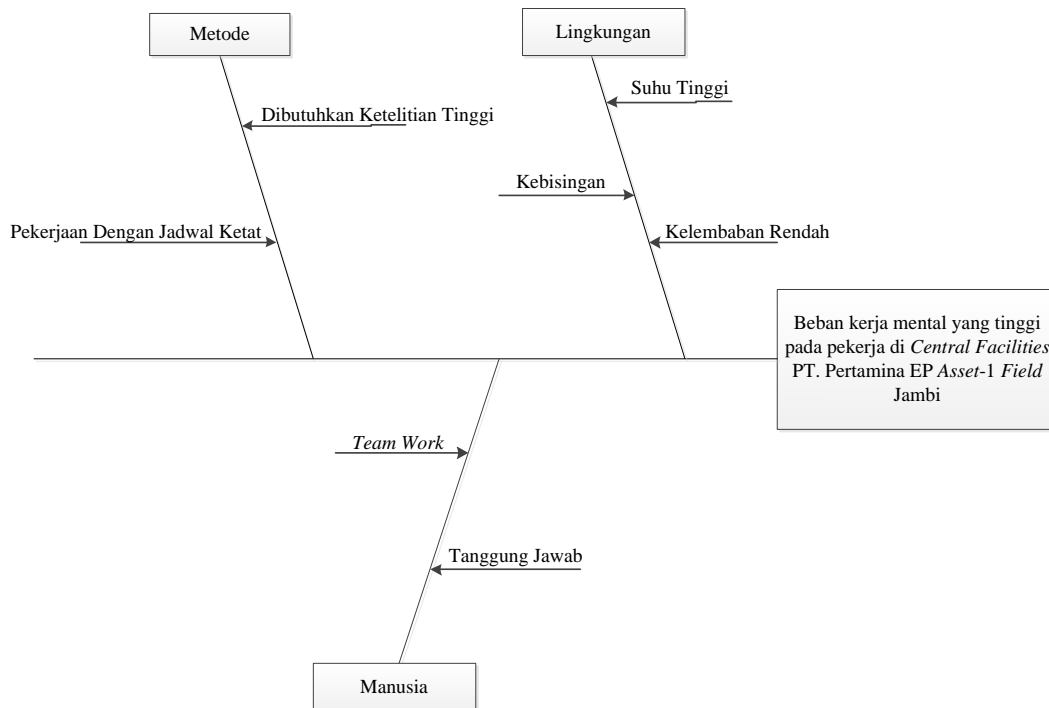 Metode
Lingkungan
Suhu Tinggi
Dibutuhkan Ketelitian Tinggi
Kebisingan
Pekerjaan Dengan Jadwal Ketat
Kelembaban Rendah
Beban kerja mental yang tinggi
pada pekerja di Central Facilities
PT. Pertamina EP Asset-1 Field
Jambi
Team Work
Tanggung Jawab
Manusia